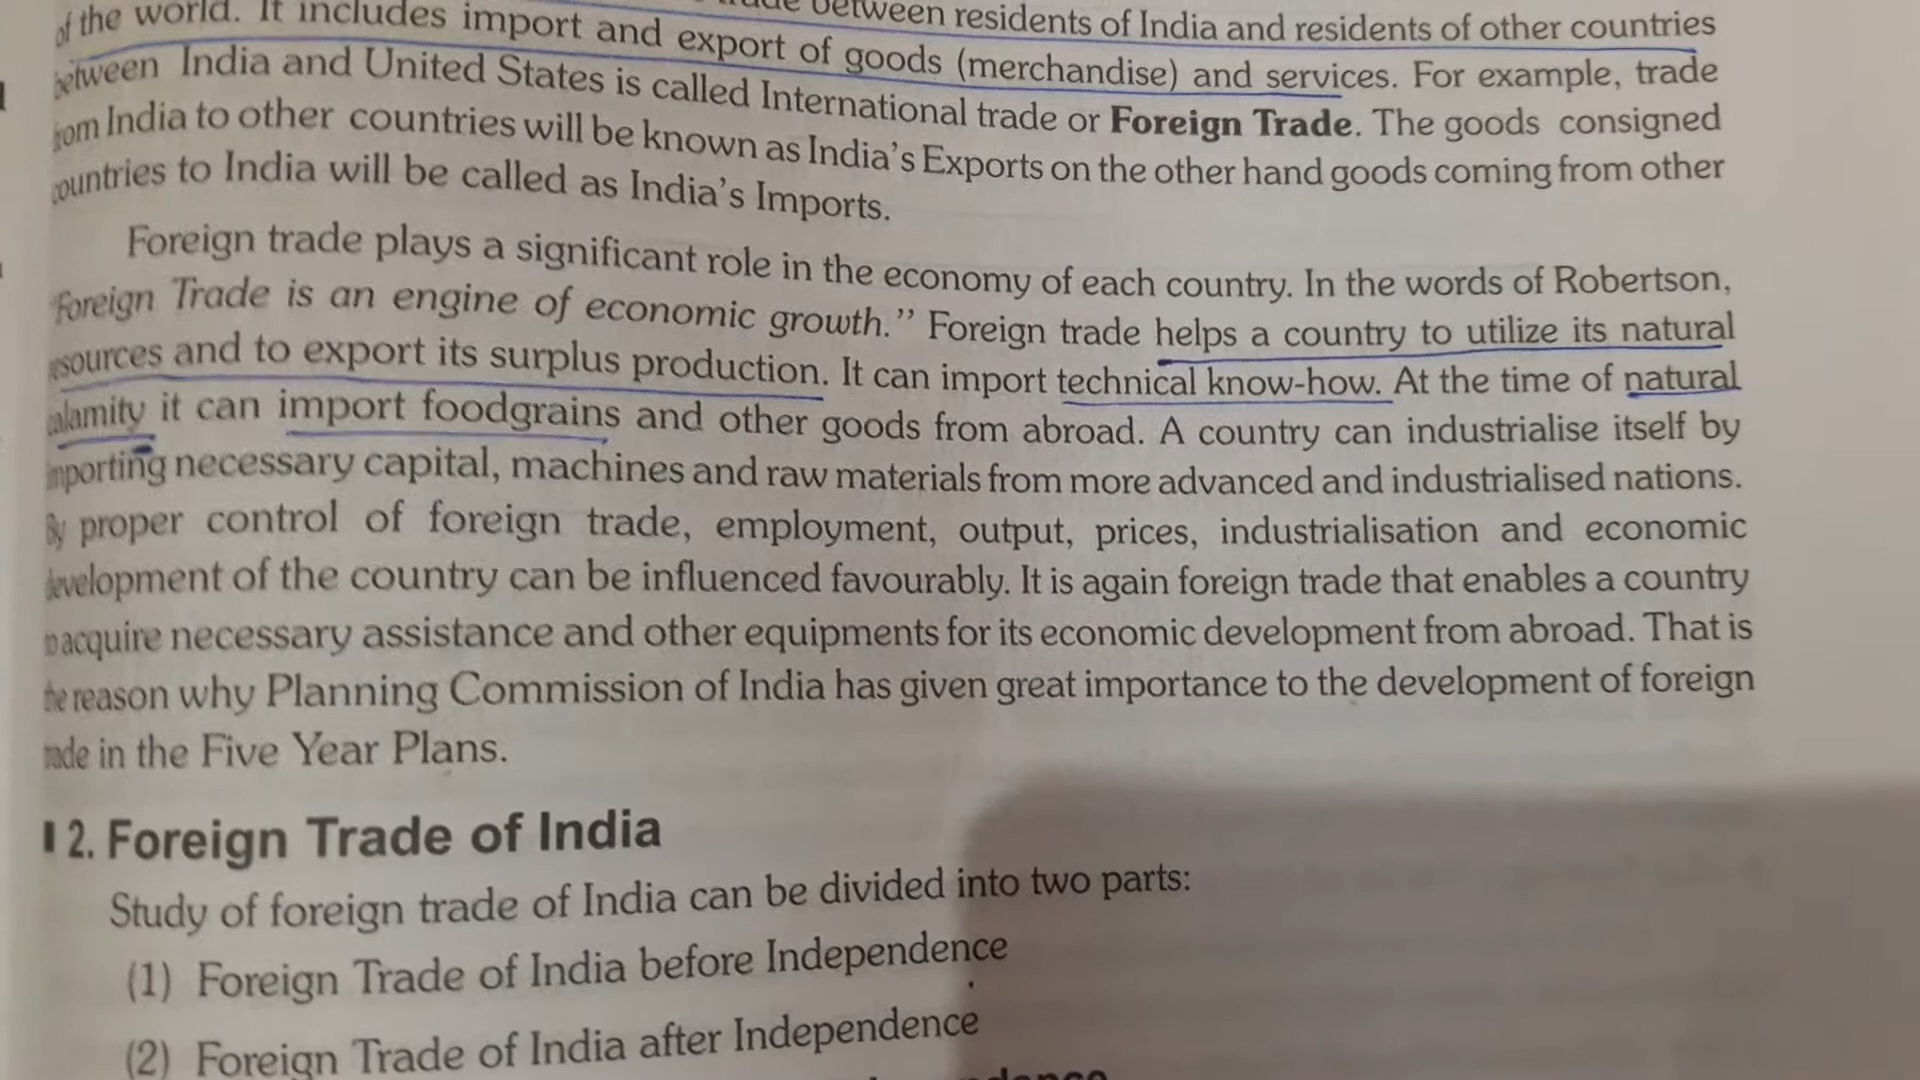 of the world. It includes import and export of goods (merchandise) and services. For example, trade
between residents of India and residents of other countries
between India and United States is called International trade or Foreign Trade. The goods consigned
from India to other countries will be known as India's Exports on the other hand goods coming from other
countries to India will be called as India's Imports.
Foreign trade plays a significant role in the economy of each country. In the words of Robertson,
"Foreign Trade is an engine of economic growth." Foreign trade helps a country to utilize its natural
resources and to export its surplus production. It can import technical know-how. At the time of natural
calamity it can import foodgrains and other goods from abroad. A country can industrialise itself by
importing necessary capital, machines and raw materials from more advanced and industrialised nations.
By proper control of foreign trade, employment, output, prices, industrialisation and economic
development of the country can be influenced favourably. It is again foreign trade that enables a country
to acquire necessary assistance and other equipments for its economic development from abroad. That is
the reason why Planning Commission of India has given great importance to the development of foreign
trade in the Five Year Plans.
2. Foreign Trade of India
Study of foreign trade of India can be divided into two parts:
(1) Foreign Trade of India before Independence
(2) Foreign Trade of India after Independence